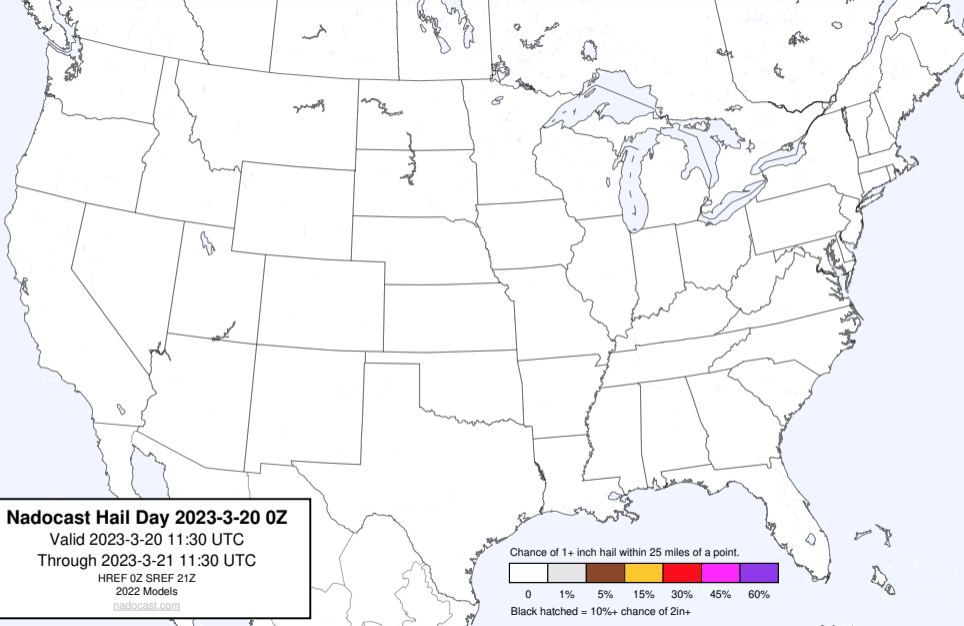 Nadocast Hail Day 2023-3-20 0Z
Valid 2023-3-20 11:30 UTC
Through 2023-3-21 11:30 UTC
HREF 0Z SREF 21Z
2022 Models
nadocast.com
Chance of 1+ inch hail within 25 miles of a point.
0 1% 5% 15% 30% 45% 60%
Black hatched = 10%+ chance of 2in+